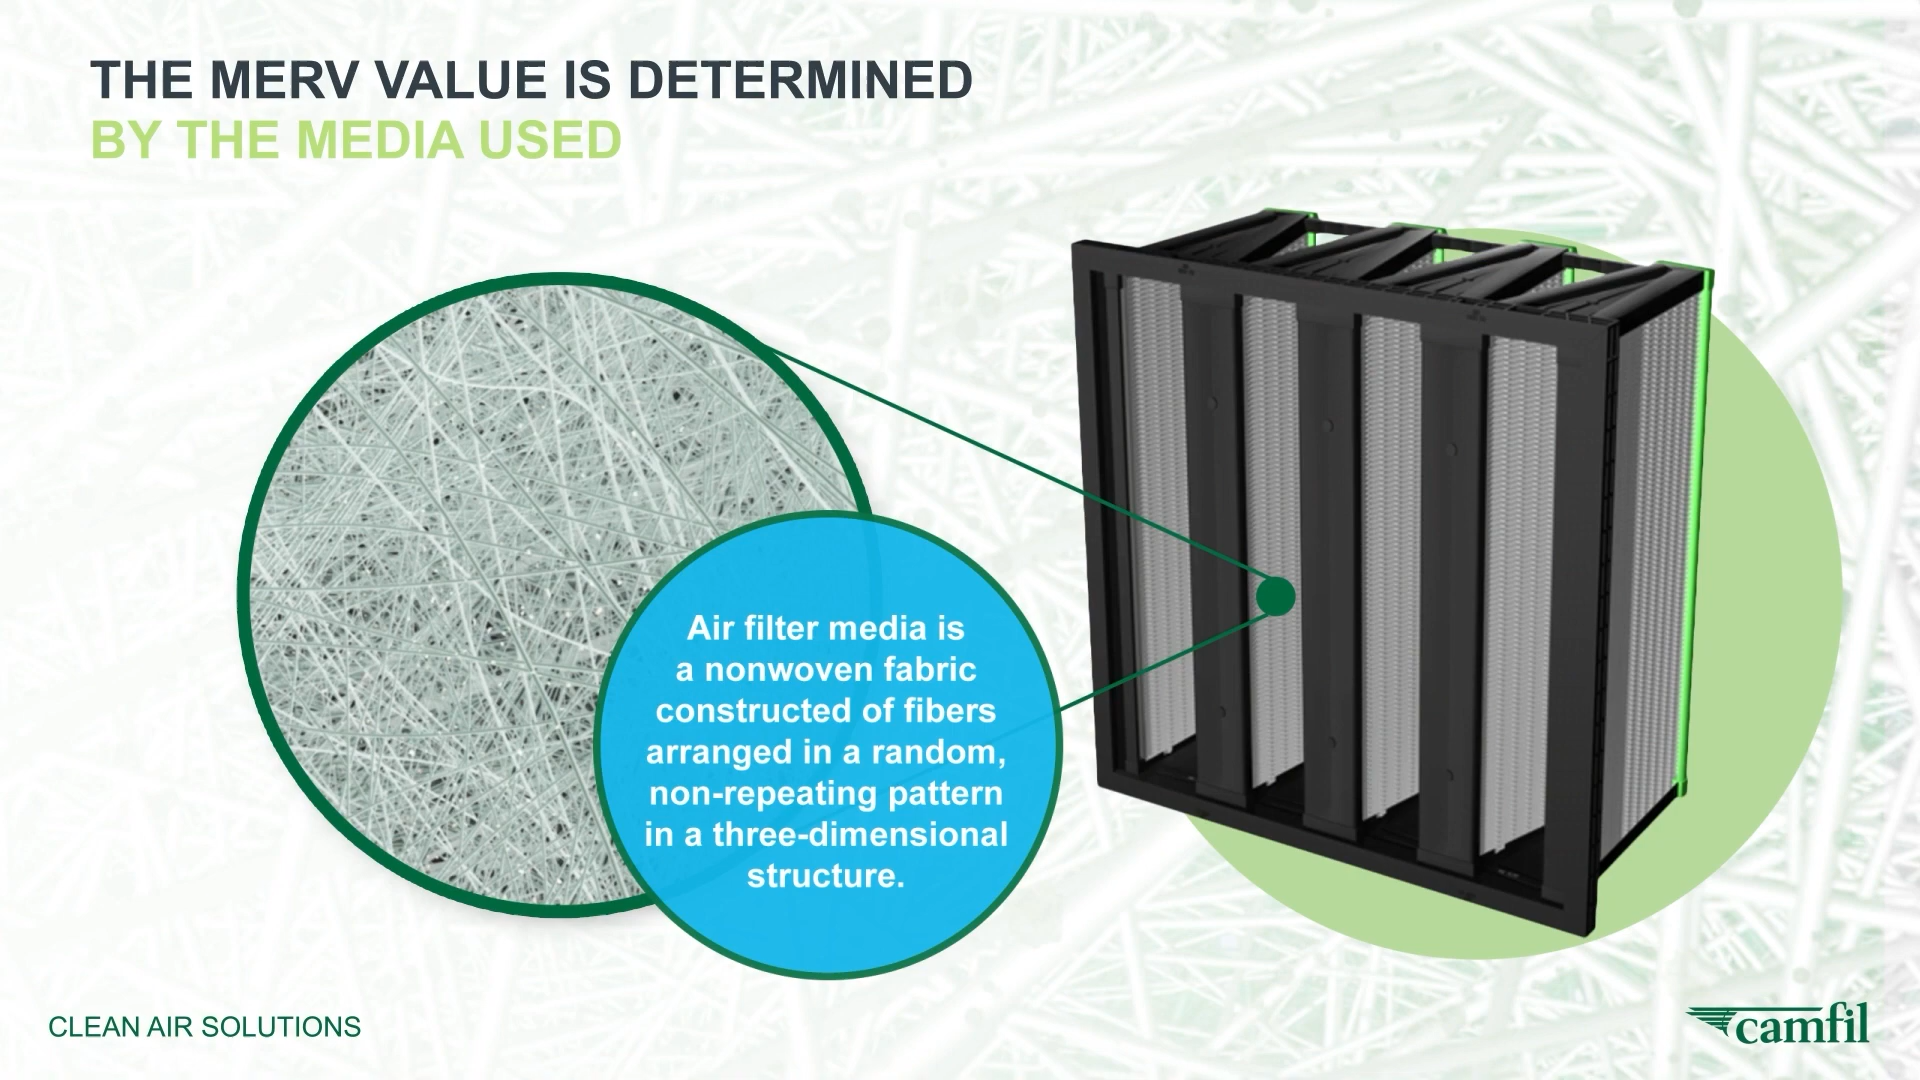 THE MERV VALUE IS DETERMINED
BY THE MEDIA USED
Air filter media is
a nonwoven fabric
constructed of fibers
arranged in a random,
non-repeating pattern
in a three-dimensional
structure.
CLEAN AIR SOLUTIONS
camfil